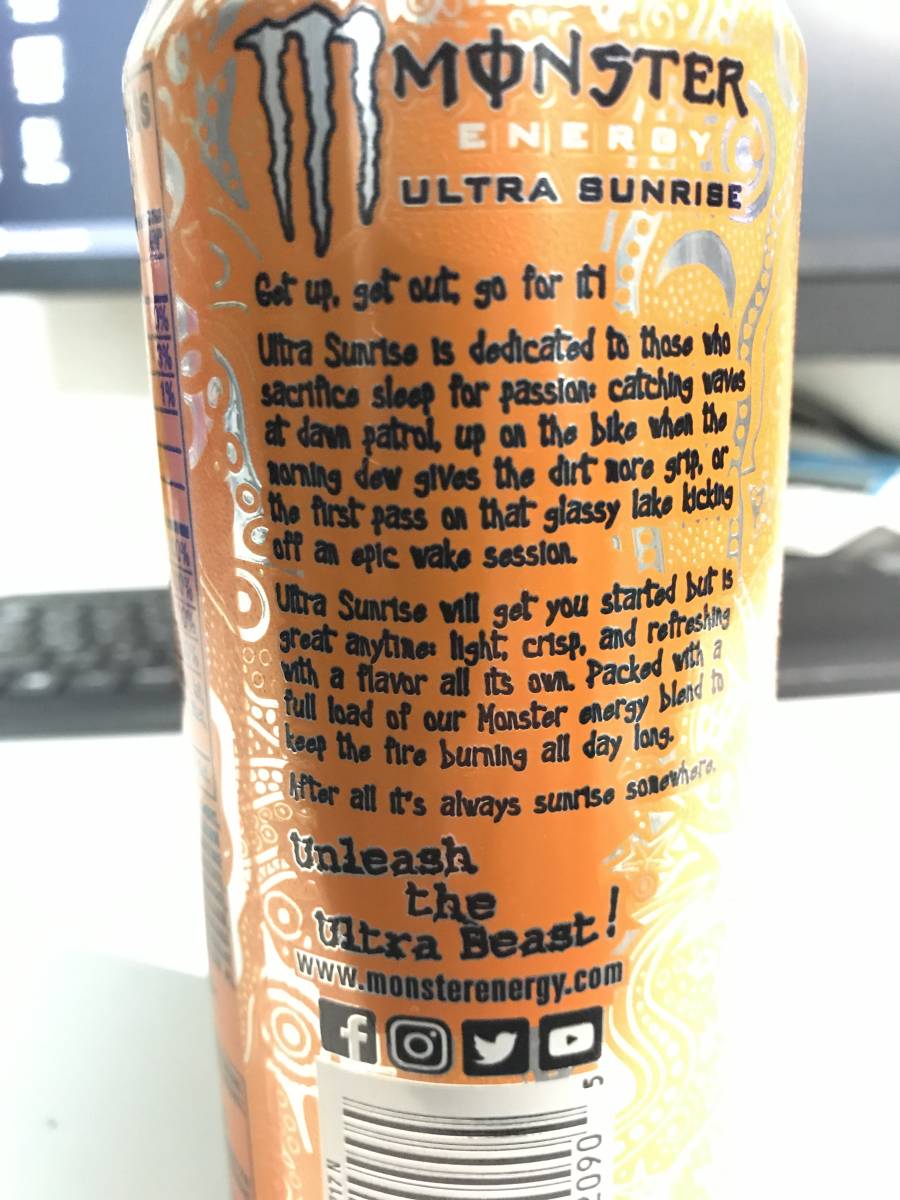 MONSTER
ENERGY
ULTRA SUNRISE
Get up, get out, go for it!
Ultra Sunrise is dedicated to those who
sacrifice sleep for passion: catching waves
at dawn patrol, up on the bike when the
morning dew gives the dirt more grip, or
the first pass on that glassy lake kicking
off an epic wake session.
Ultra Sunrise will get you started but is
great anytime: light, crisp, and refreshing
with a flavor all its own. Packed with a
full load of our Monster energy blend to
keep the fire burning all day long.
After all it's always sunrise somewhere.
Unleash
the
Ultra Beast!
www.monsterenergy.com
S
3%
1%
5
2090